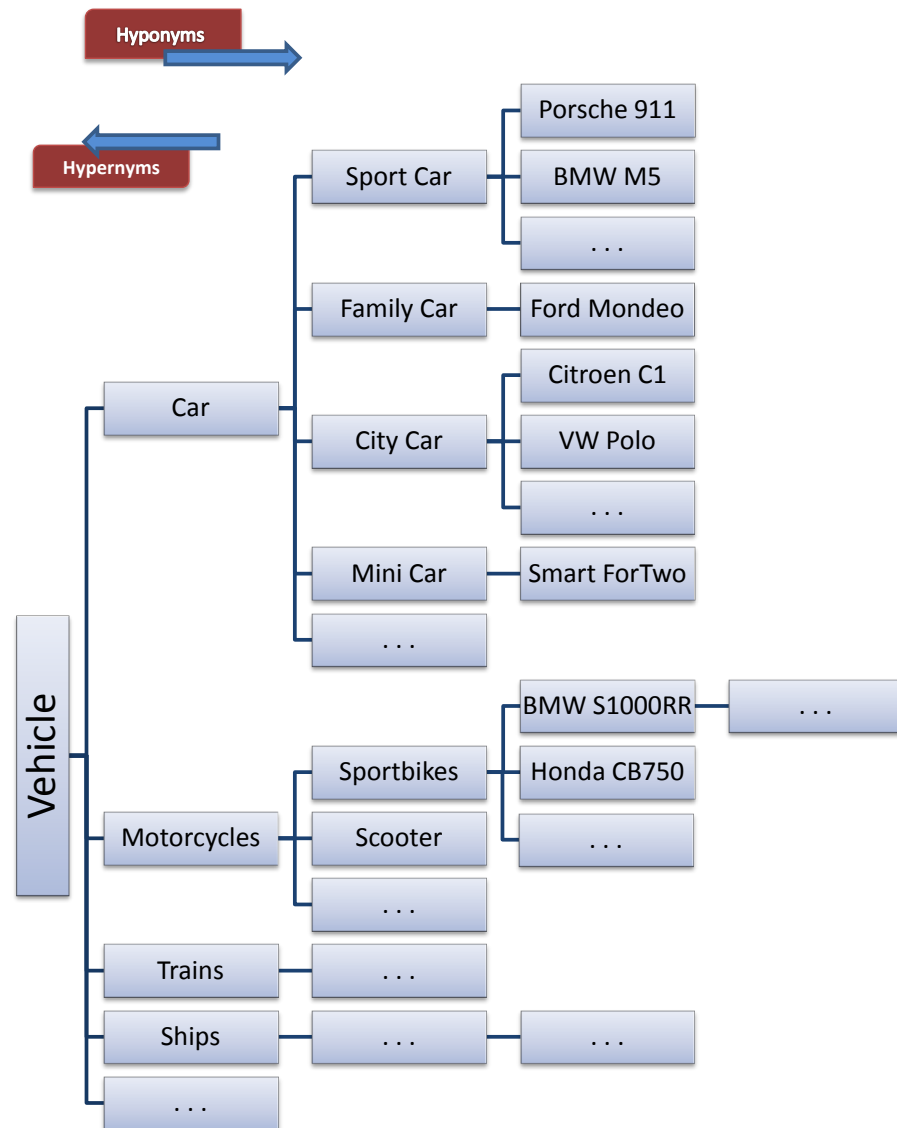 Hyponyms
Hypernyms
Vehicle
Car
Sport Car
Porsche 911
BMW M5
. . .
Family Car
Ford Mondeo
City Car
Citroen C1
VW Polo
. . .
Mini Car
Smart ForTwo
. . .
Motorcycles
Sportbikes
BMW S1000RR
. . .
Honda CB750
. . .
Scooter
. . .
Trains
. . .
Ships
. . .
. . .
. . .